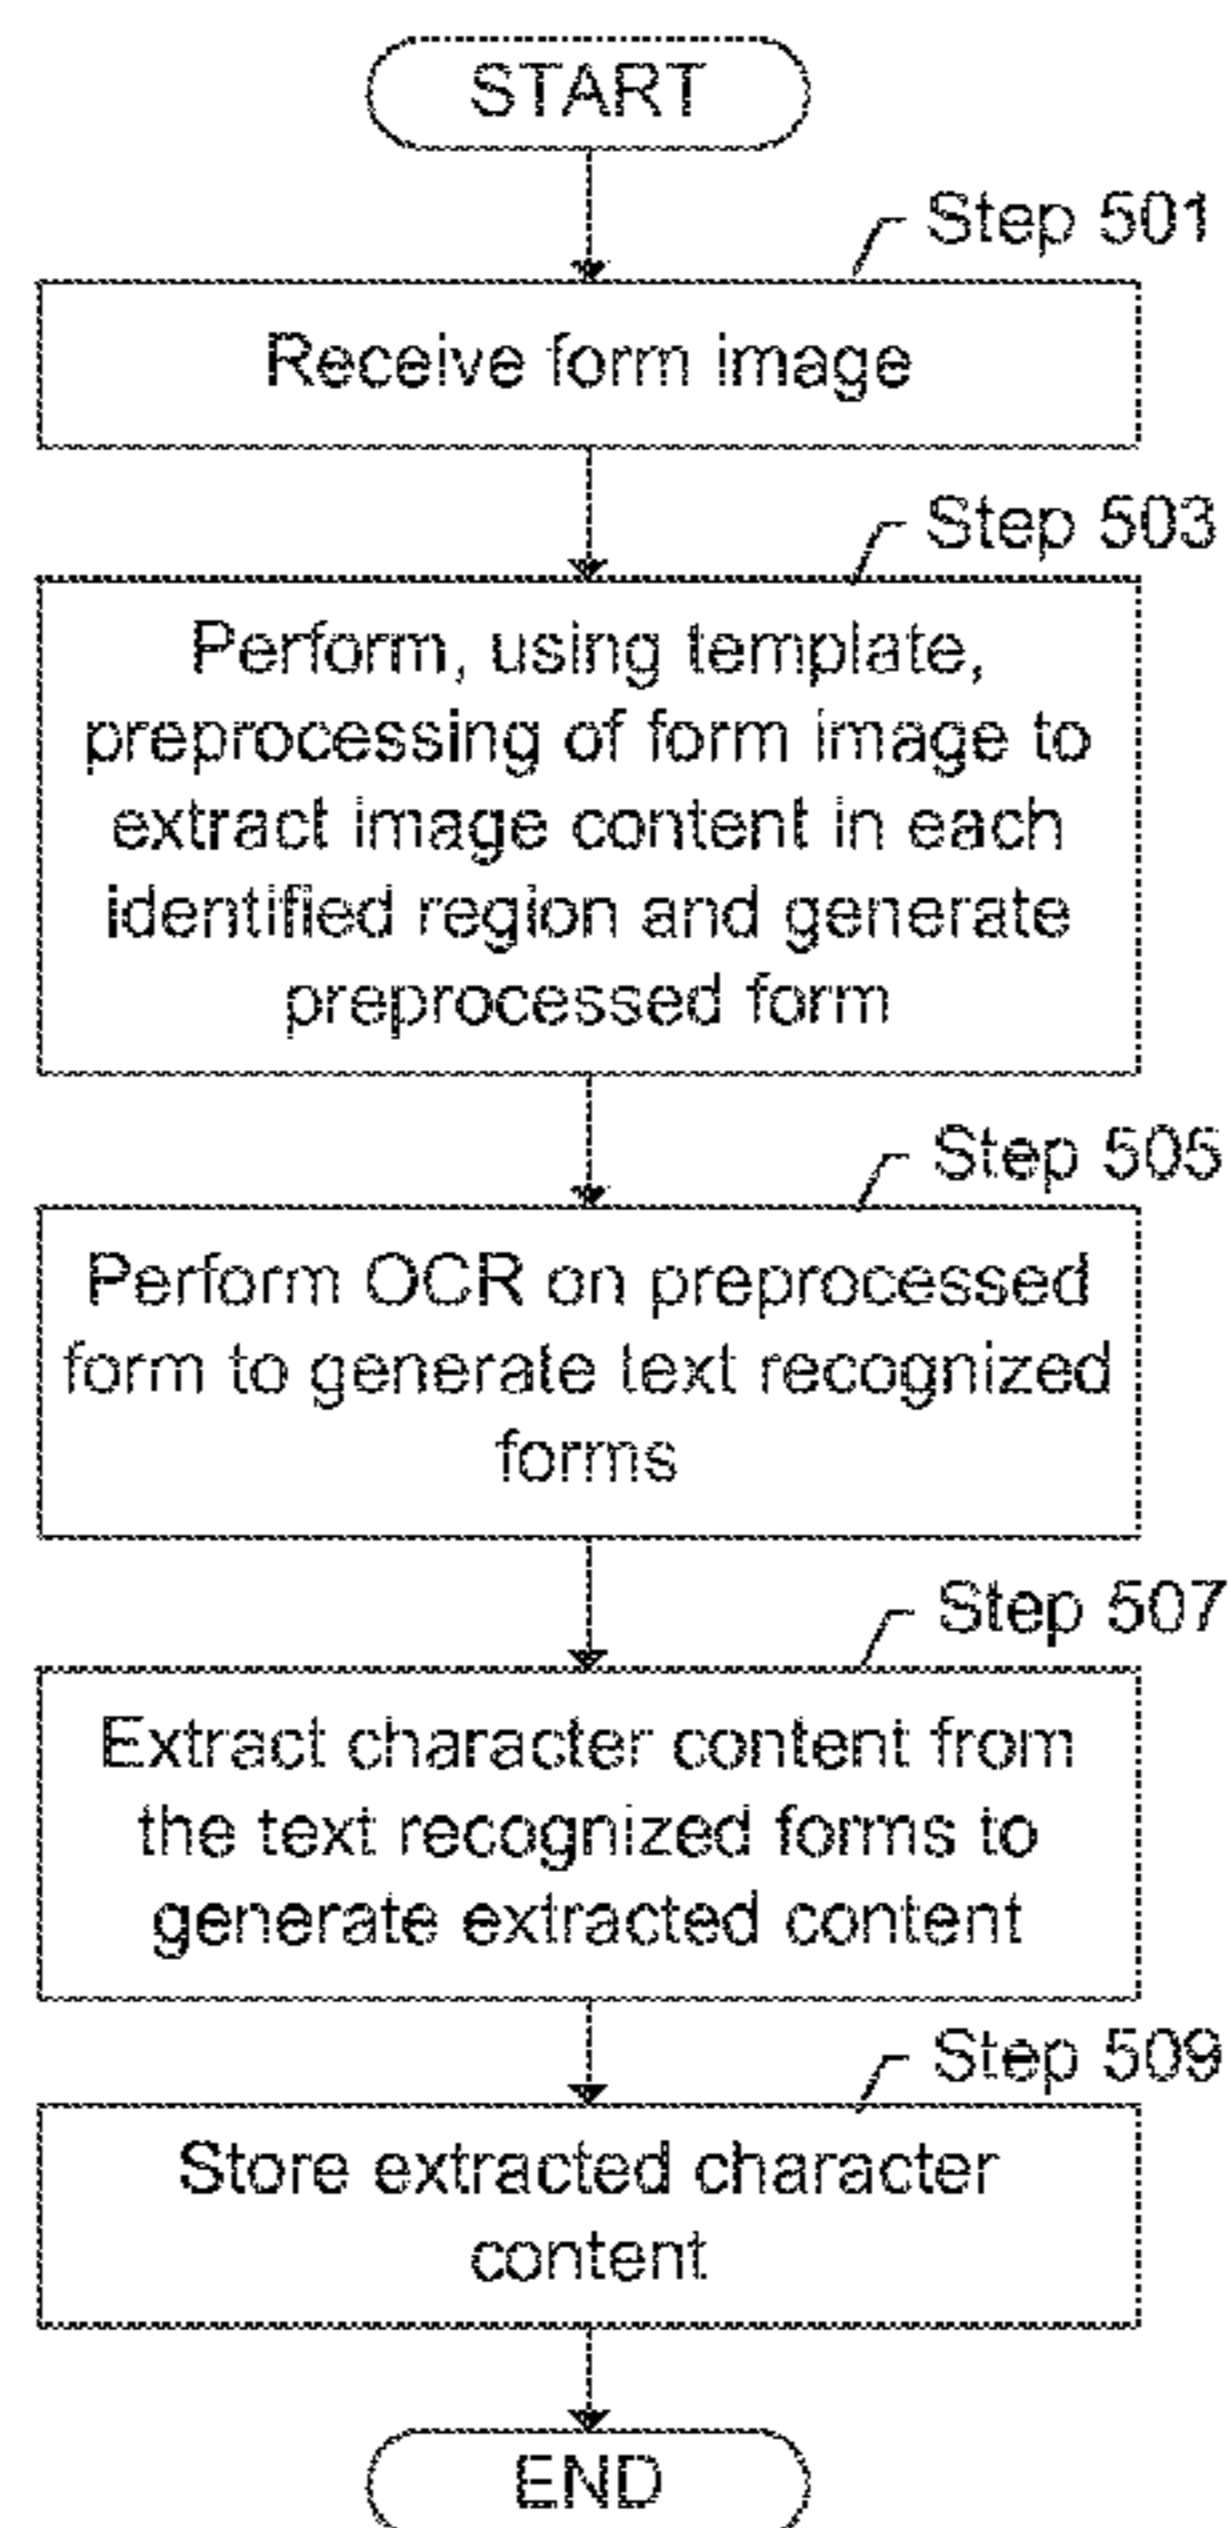 START
Step 501
Receive form image
Step 503
Perform, using template,
preprocessing of form image to
extract image content in each
identified region and generate
preprocessed form
Step 505
Perform OCR on preprocessed
form to generate text recognized
forms
Step 507
Extract character content from
the text recognized forms to
generate extracted content
Step 509
Store extracted character
content
END